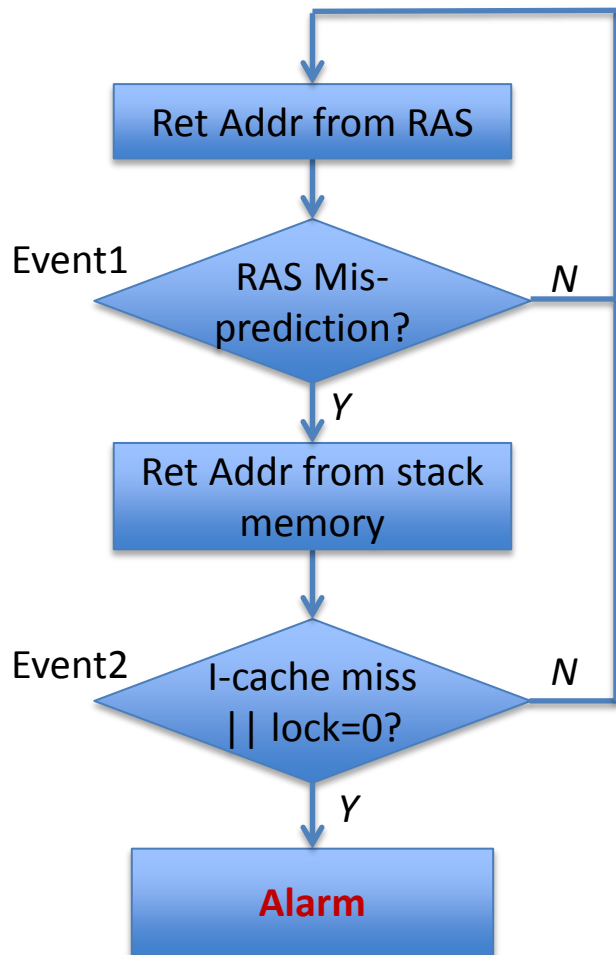 Ret Addr from RAS
Event1
RAS Mis-
prediction?
N
Y
Ret Addr from stack
memory
Event2
I-cache miss
|| lock=0?
N
Y
Alarm